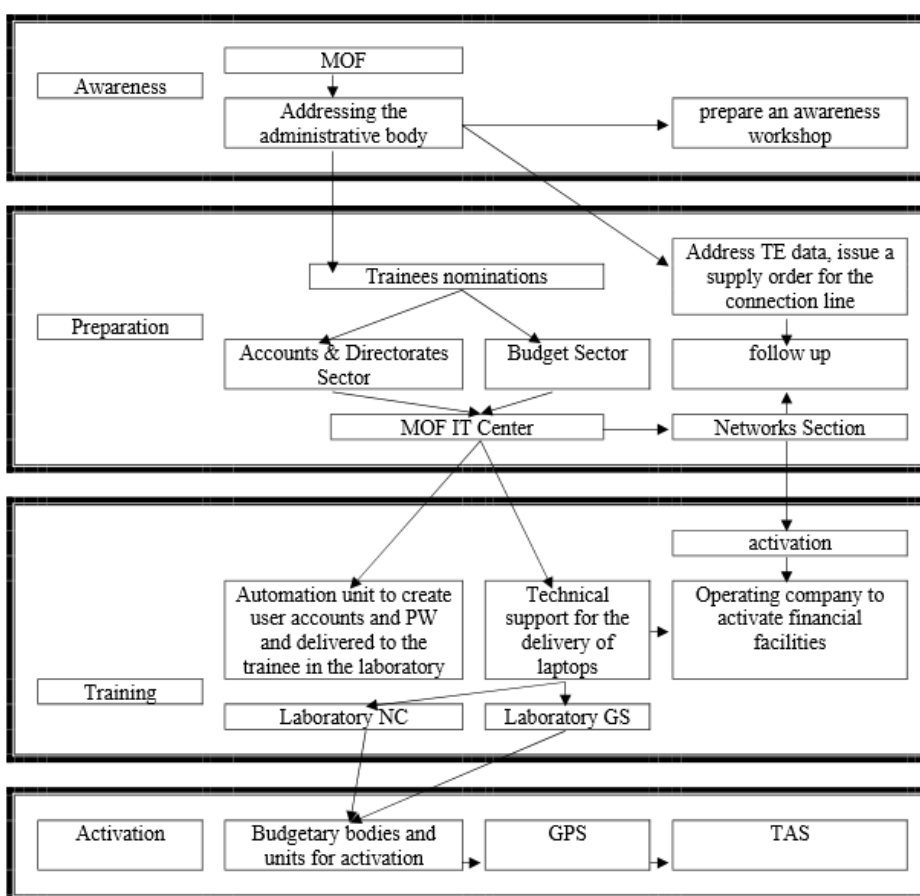 MOF
Awareness
Addressing the
administrative body
prepare an awareness
workshop
Address TE data, issue a
supply order for the
connection line
Trainees nominations
Preparation
Accounts & Directorates
Sector
Budget Sector
follow up
MOF IT Center
Networks Section
activation
Automation unit to create
user accounts and PW
and delivered to the
trainee in the laboratory
Technical
support for the
delivery of
laptops
Operating company to
activate financial
facilities
Training
Laboratory NC
Laboratory GS
Activation
Budgetary bodies and
units for activation
GPS
TAS